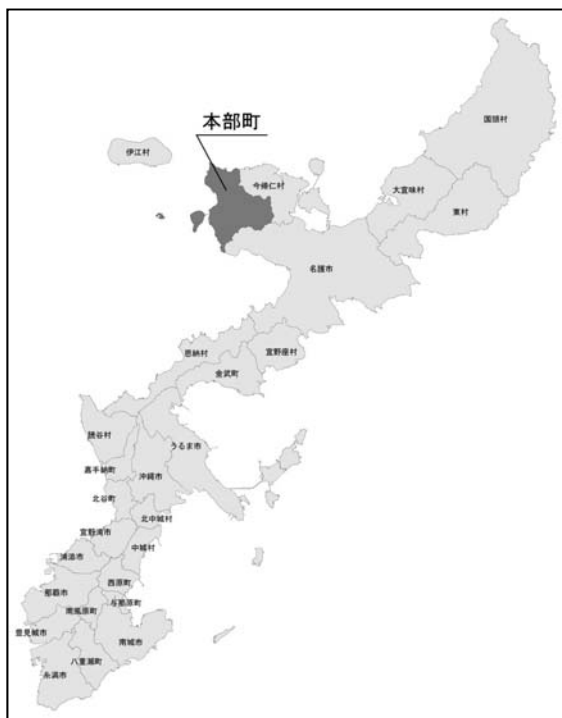 本部町
国頭村
伊江村
今帰仁村
大宜味村
東村
名護市
恩納村
宜野座村
金武町
読谷村
うるま市
嘉手納町
沖縄市
北谷町
北中城村
宜野湾市
中城村
浦添市
西原町
那覇市
与那原町
南風原町
豊見城市
南城市
八重瀬町
糸満市